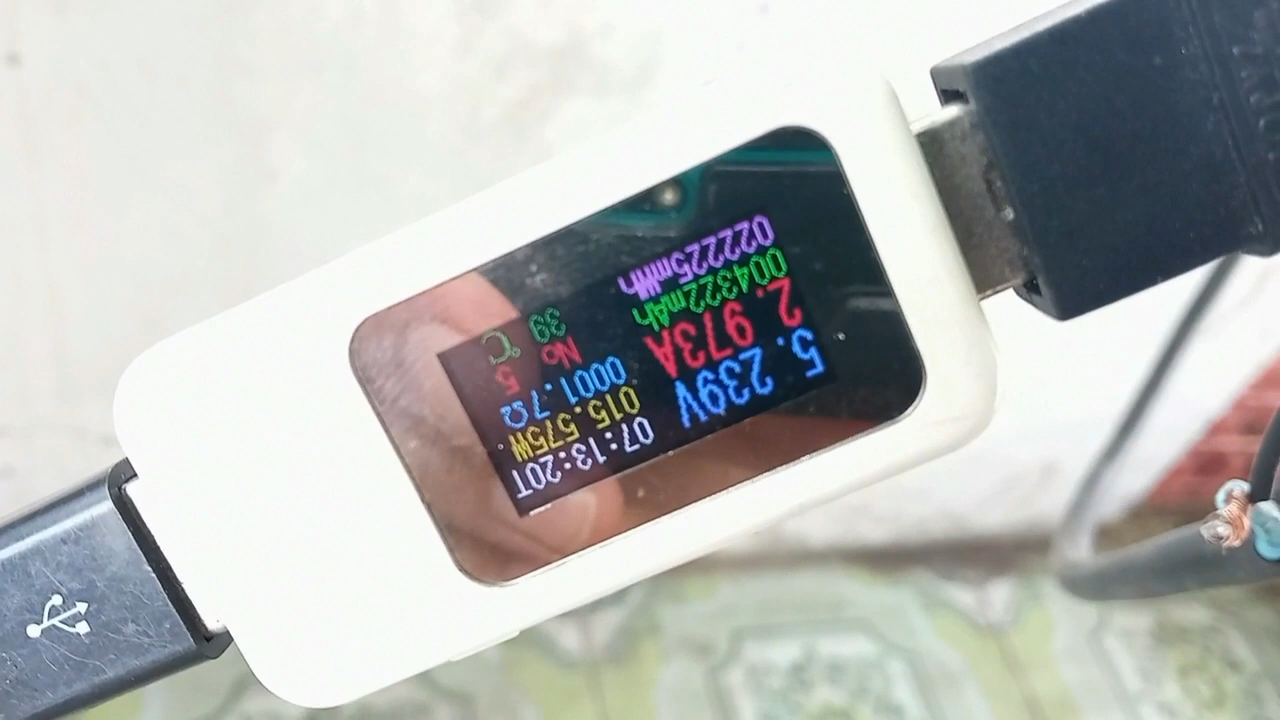 5.239V
2.973A
004322mAh
022225mWh
07:13:20T
015.575W
0001.7Ω
No 5
39 ℃